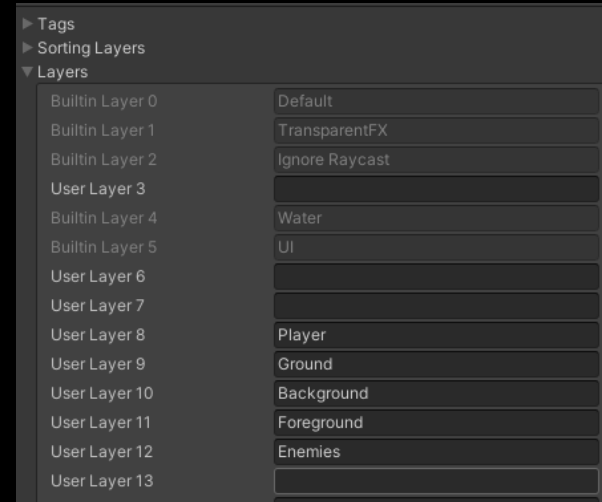 Tags
Sorting Layers
Layers
Builtin Layer 0 Default
Builtin Layer 1 TransparentFX
Builtin Layer 2 Ignore Raycast
User Layer 3
Builtin Layer 4 Water
Builtin Layer 5 UI
User Layer 6
User Layer 7
User Layer 8 Player
User Layer 9 Ground
User Layer 10 Background
User Layer 11 Foreground
User Layer 12 Enemies
User Layer 13